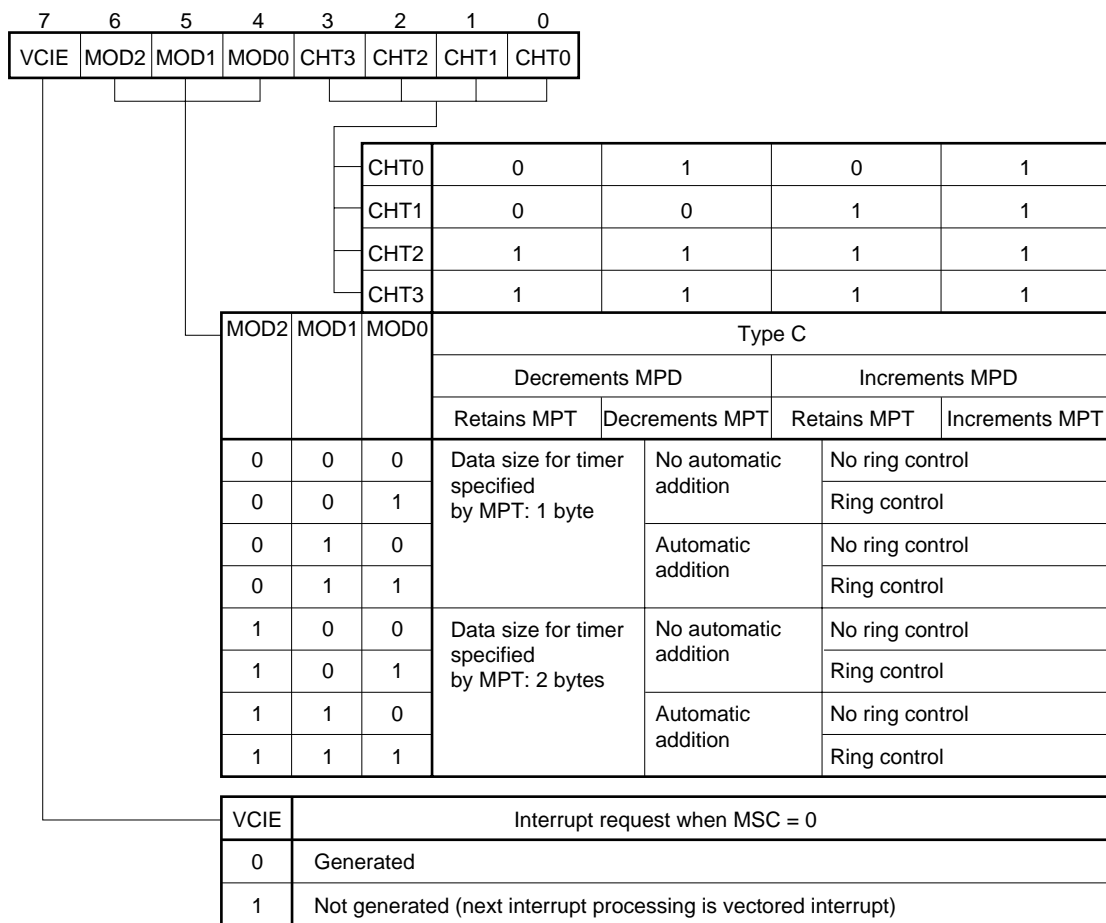 7 6 5 4 3 2 1 0
VCIE MOD2 MOD1 MOD0 CHT3 CHT2 CHT1 CHT0
CHT0 0 1 0 1
CHT1 0 0 1 1
CHT2 1 1 1 1
CHT3 1 1 1 1
MOD2 MOD1 MOD0 Type C
Decrements MPD Increments MPD
Retains MPT Decrements MPT Retains MPT Increments MPT
0 0 0 Data size for timer No automatic No ring control
specified addition
0 0 1 by MPT: 1 byte Ring control
0 1 0 Automatic No ring control
addition
0 1 1 Ring control
1 0 0 Data size for timer No automatic No ring control
specified addition
1 0 1 by MPT: 2 bytes Ring control
1 1 0 Automatic No ring control
addition
1 1 1 Ring control
VCIE Interrupt request when MSC = 0
0 Generated
1 Not generated (next interrupt processing is vectored interrupt)